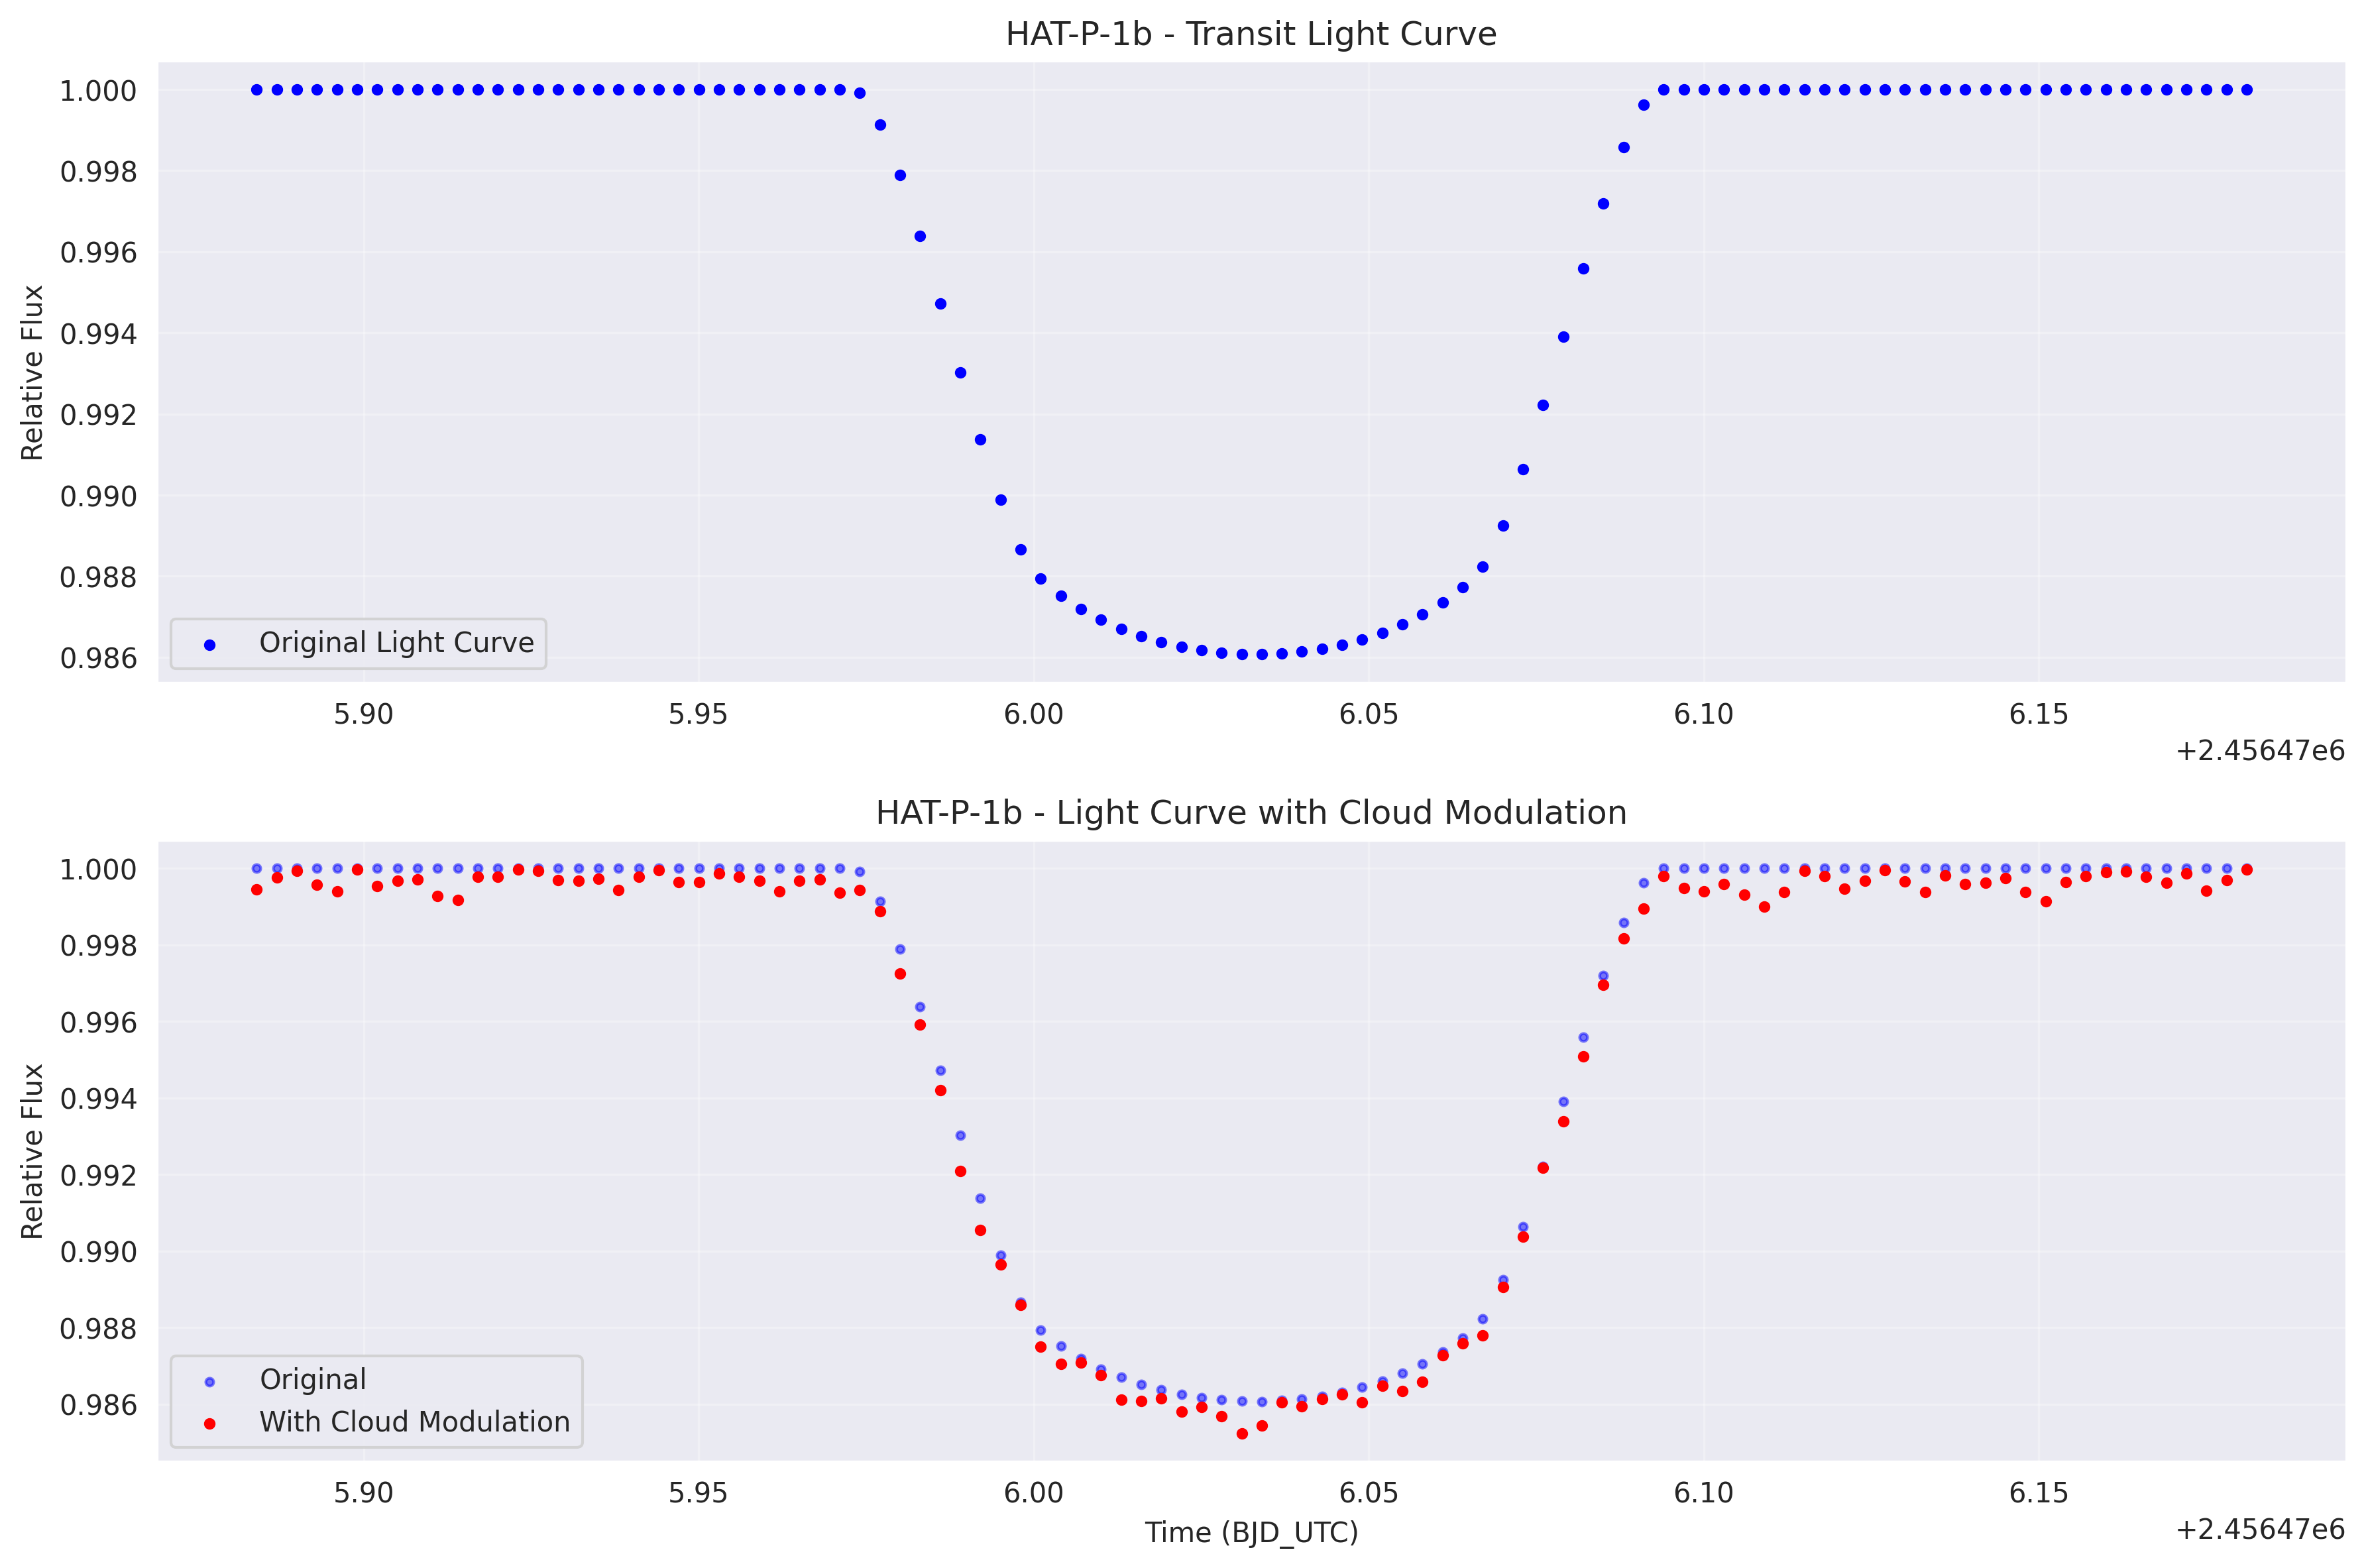 HAT-P-1b - Transit Light Curve
1.000
0.998
0.996
0.994
0.992
0.990
0.988
0.986
Relative Flux
Original Light Curve
5.90 5.95 6.00 6.05 6.10 6.15
+2.45647e6
HAT-P-1b - Light Curve with Cloud Modulation
1.000
0.998
0.996
0.994
0.992
0.990
0.988
0.986
Relative Flux
Original
With Cloud Modulation
5.90 5.95 6.00 6.05 6.10 6.15
Time (BJD_UTC)
+2.45647e6